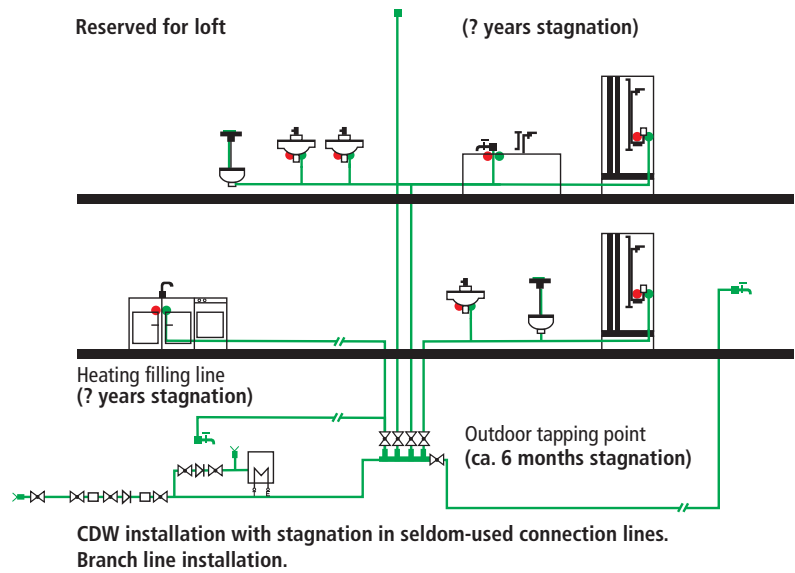 Reserved for loft
(? years stagnation)
Heating filling line
(? years stagnation)
Outdoor tapping point
(ca. 6 months stagnation)
CDW installation with stagnation in seldom-used connection lines.
Branch line installation.